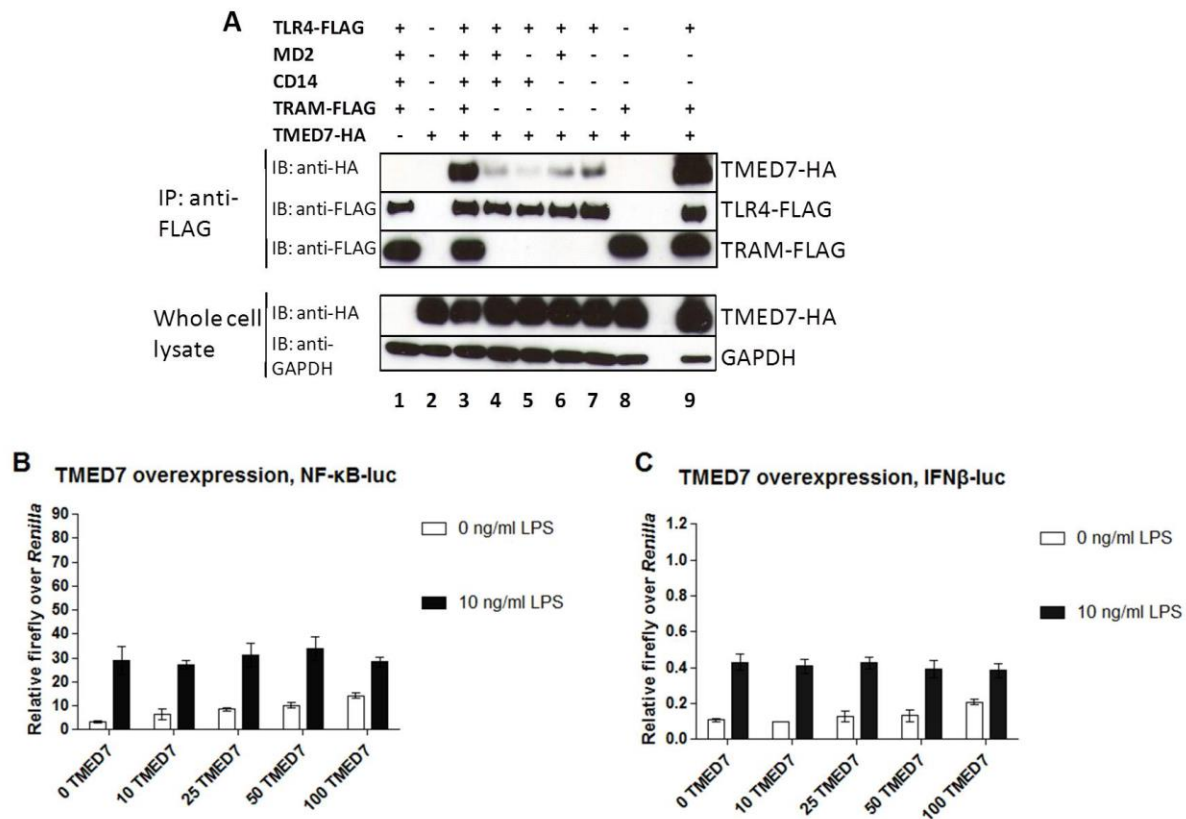 A
TLR4-FLAG + - + + + + + - +
MD2 + - + + - + - - -
CD14 + - + + + - - - -
TRAM-FLAG + - + - - - - + +
TMED7-HA - + + + + + + + +
IP: anti-FLAG
IB: anti-HA
TMED7-HA
IB: anti-FLAG
TLR4-FLAG
IB: anti-FLAG
TRAM-FLAG
Whole cell lysate
IB: anti-HA
TMED7-HA
IB: anti-GAPDH
GAPDH
1 2 3 4 5 6 7 8 9
B
TMED7 overexpression, NF-κB-luc
Relative firefly over Renilla
90
80
70
60
50
40
30
20
10
0
0 TMED7
10 TMED7
25 TMED7
50 TMED7
100 TMED7
0 ng/ml LPS
10 ng/ml LPS
C
TMED7 overexpression, IFNβ-luc
Relative firefly over Renilla
1.2
1.0
0.8
0.6
0.4
0.2
0.0
0 TMED7
10 TMED7
25 TMED7
50 TMED7
100 TMED7
0 ng/ml LPS
10 ng/ml LPS